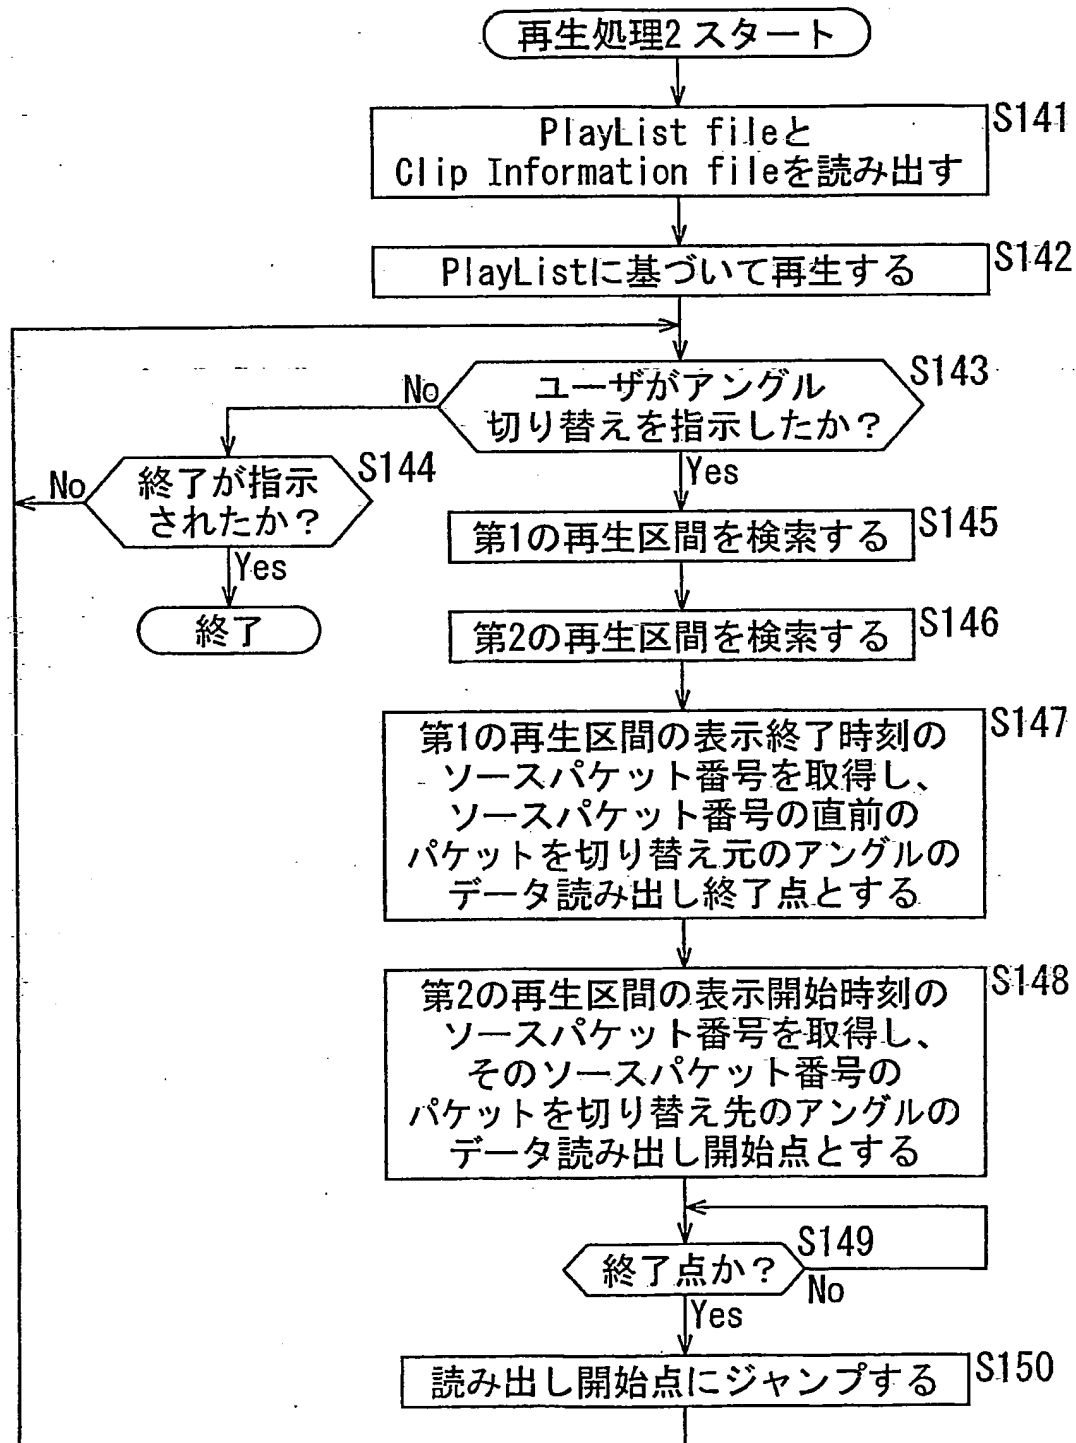 再生処理2 スタート
S141
PlayList fileと
Clip Information fileを読み出す
S142
PlayListに基づいて再生する
S143
ユーザがアングル
切り替えを指示したか？
No
Yes
S144
終了が指示
されたか？
No
Yes
終了
S145
第1の再生区間を検索する
S146
第2の再生区間を検索する
S147
第1の再生区間の表示終了時刻の
ソースパケット番号を取得し、
ソースパケット番号の直前の
パケットを切り替え元のアングルの
データ読み出し終了点とする
S148
第2の再生区間の表示開始時刻の
ソースパケット番号を取得し、
そのソースパケット番号の
パケットを切り替え先のアングルの
データ読み出し開始点とする
S149
終了点か？
No
Yes
S150
読み出し開始点にジャンプする